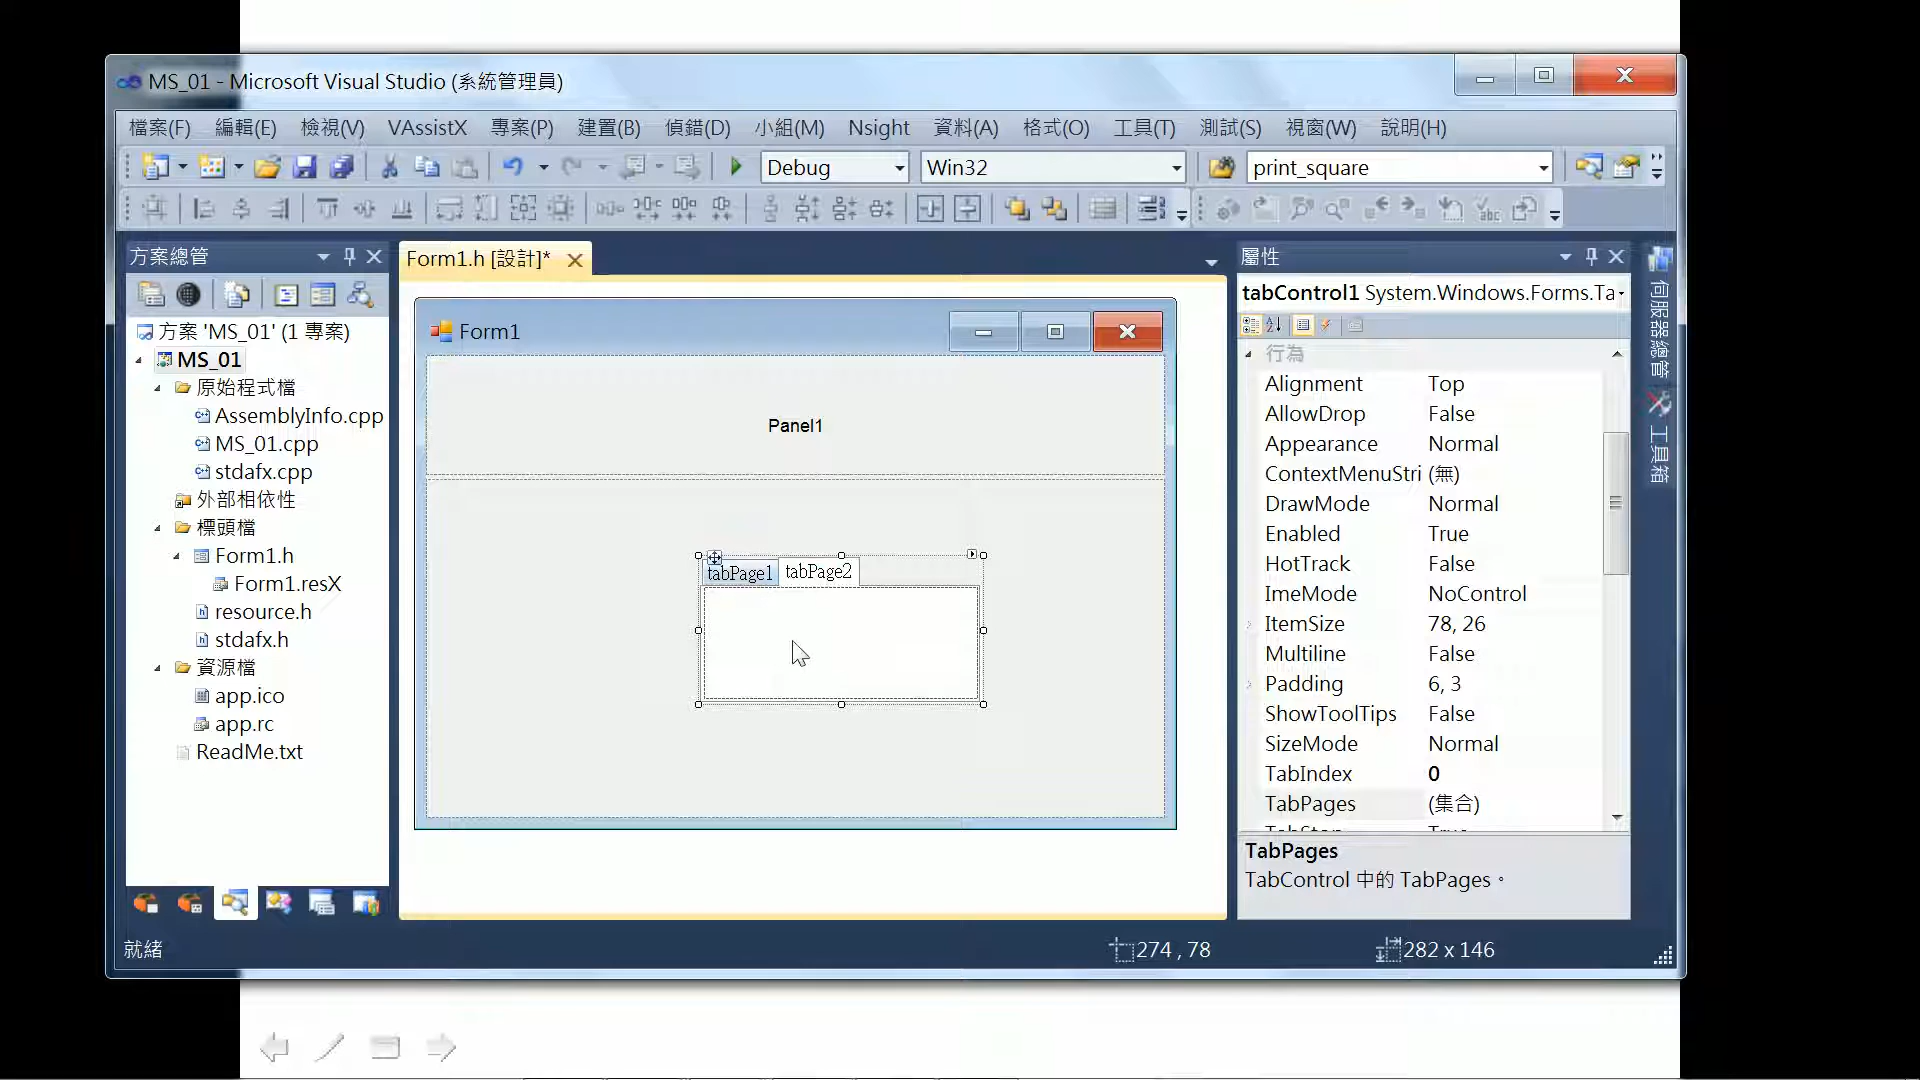 MS_01 - Microsoft Visual Studio (系統管理員)
檔案(F) 編輯(E) 檢視(V) VAssistX 專案(P) 建置(B) 偵錯(D) 小組(M) Nsight 資料(A) 格式(O) 工具(T) 測試(S) 視窗(W) 說明(H)
Debug Win32 print_square
方案總管
方案 'MS_01' (1 專案)
MS_01
原始程式檔
AssemblyInfo.cpp
MS_01.cpp
stdafx.cpp
外部相依性
標頭檔
Form1.h
Form1.resX
resource.h
stdafx.h
資源檔
app.ico
app.rc
ReadMe.txt
Form1.h [設計]*
Form1
Panel1
tabPage1 tabPage2
屬性
tabControl1 System.Windows.Forms.Ta
行為
Alignment Top
AllowDrop False
Appearance Normal
ContextMenuStri (無)
DrawMode Normal
Enabled True
HotTrack False
ImeMode NoControl
ItemSize 78, 26
Multiline False
Padding 6, 3
ShowToolTips False
SizeMode Normal
TabIndex 0
TabPages (集合)
TabStop True
TabPages
TabControl 中的 TabPages。
伺服器總管
工具箱
就緒 274 , 78 282 x 146